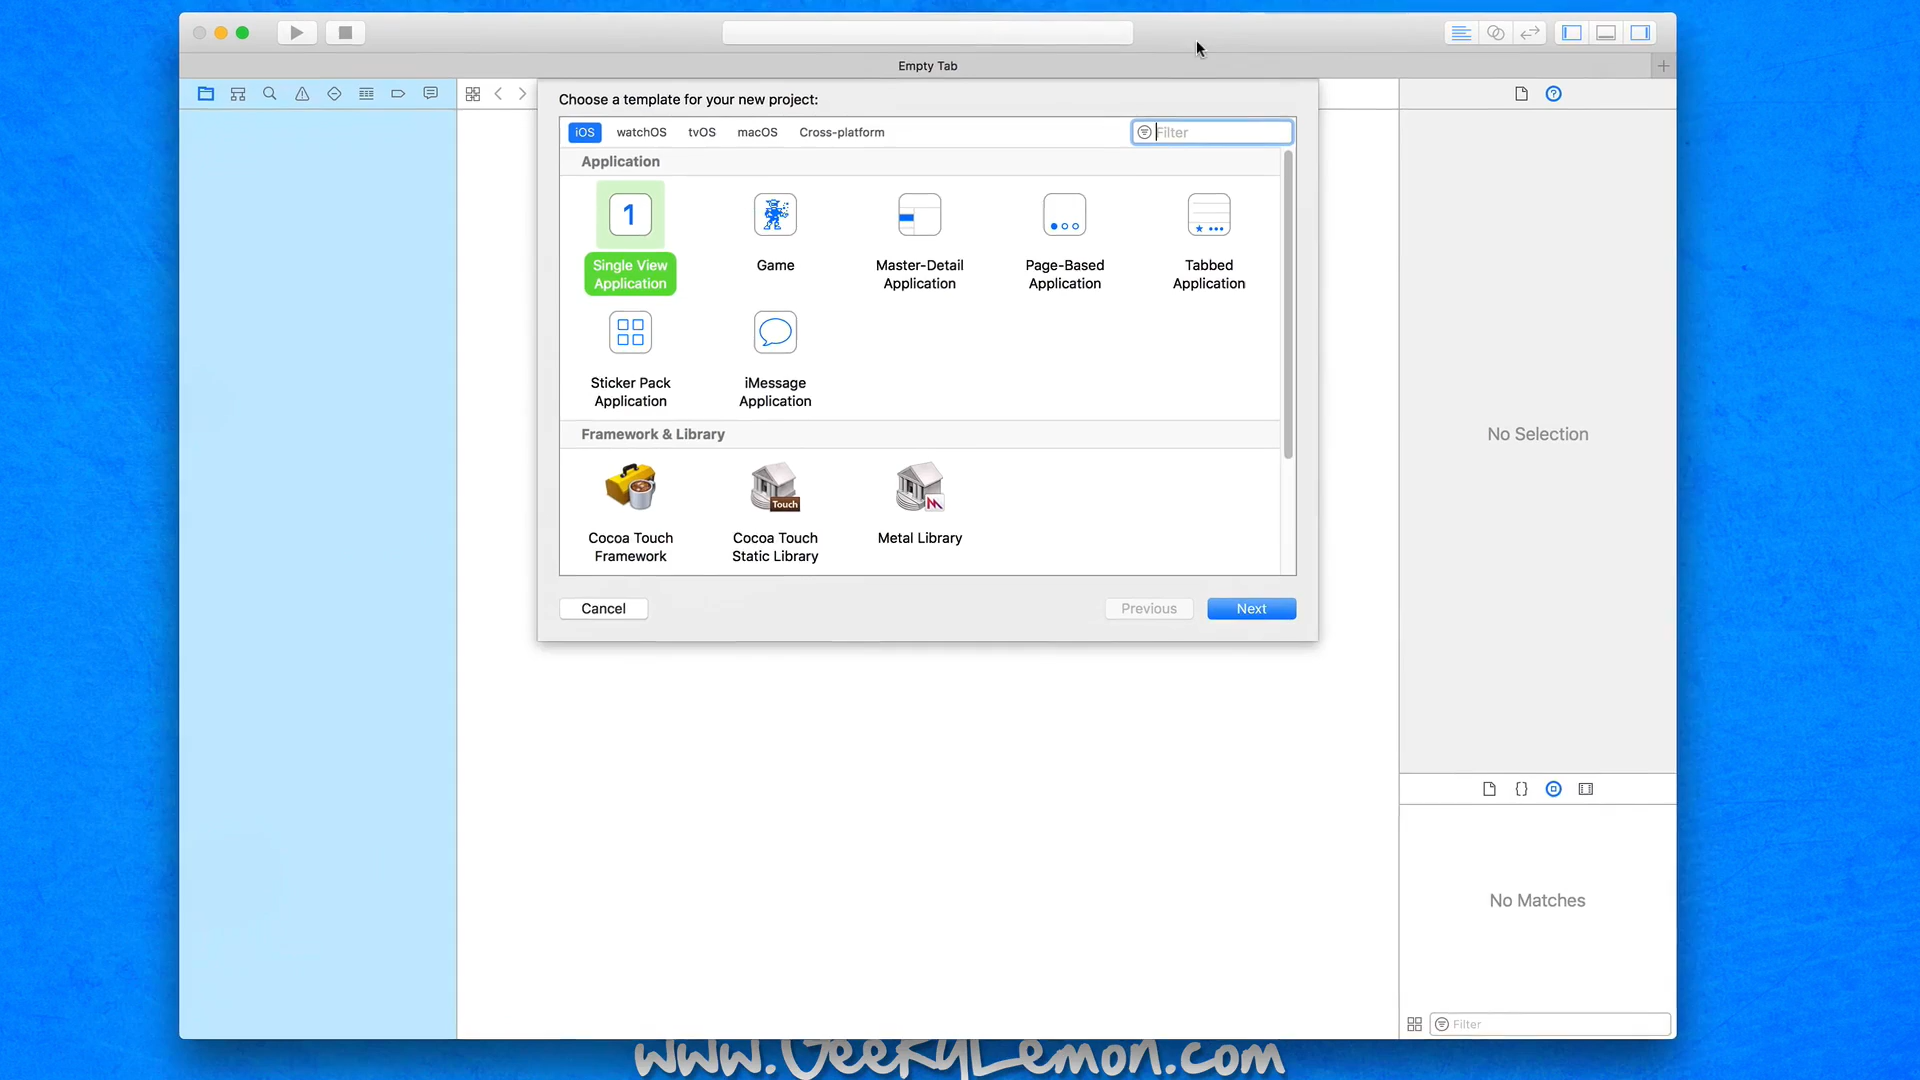 Empty Tab
Choose a template for your new project:
iOS watchOS tvOS macOS Cross-platform Filter
Application
1
Single View Application
Game
Master-Detail Application
Page-Based Application
Tabbed Application
Sticker Pack Application
iMessage Application
Framework & Library
Touch
Cocoa Touch Framework
Cocoa Touch Static Library
Metal Library
Cancel Previous Next
No Selection
{}
No Matches
Filter
www.GeekyLemon.com